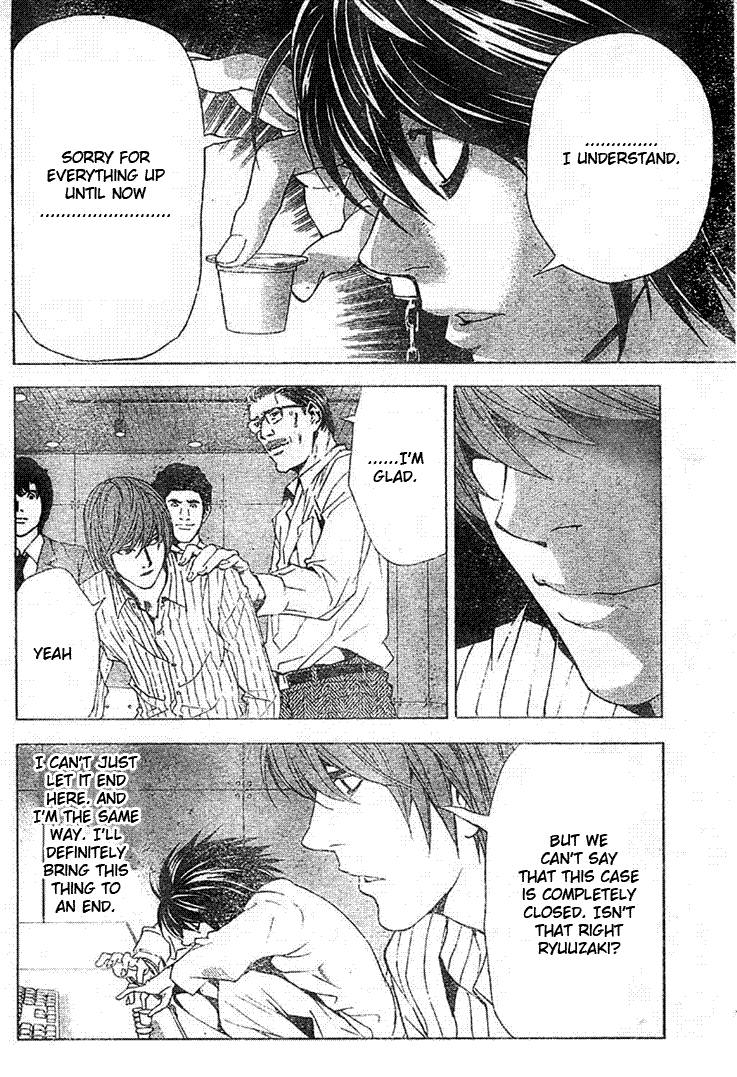 ..............
I UNDERSTAND.
SORRY FOR
EVERYTHING UP
UNTIL NOW
.........................
......I'M
GLAD.
YEAH
BUT WE
CAN'T SAY
THAT THIS CASE
IS COMPLETELY
CLOSED. ISN'T
THAT RIGHT
RYUUZAKI?
I CAN'T JUST
LET IT END
HERE. AND
I'M THE SAME
WAY. I'LL
DEFINITELY
BRING THIS
THING TO
AN END.